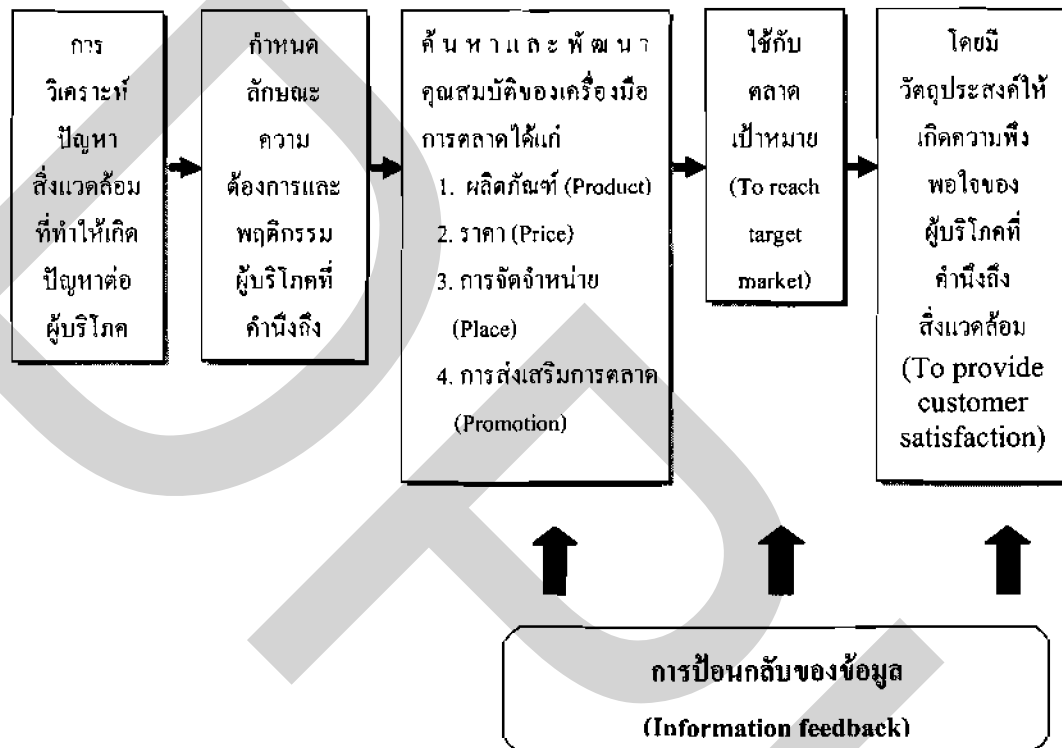 การ
วิเคราะห์
ปัญหา
สิ่งแวดล้อม
ที่ทำให้เกิด
ปัญหาต่อ
ผู้บริโภค
กำหนด
ลักษณะ
ความ
ต้องการและ
พฤติกรรม
ผู้บริโภคที่
คำนึงถึง
ค้นหาและพัฒนา
คุณสมบัติของเครื่องมือ
การตลาดได้แก่
1. ผลิตภัณฑ์ (Product)
2. ราคา (Price)
3. การจัดจำหน่าย
(Place)
4. การส่งเสริมการตลาด
(Promotion)
ใช้กับ
ตลาด
เป้าหมาย
(To reach
target
market)
โดยมี
วัตถุประสงค์ให้
เกิดความพึง
พอใจของ
ผู้บริโภคที่
คำนึงถึง
สิ่งแวดล้อม
(To provide
customer
satisfaction)
การป้อนกลับของข้อมูล
(Information feedback)